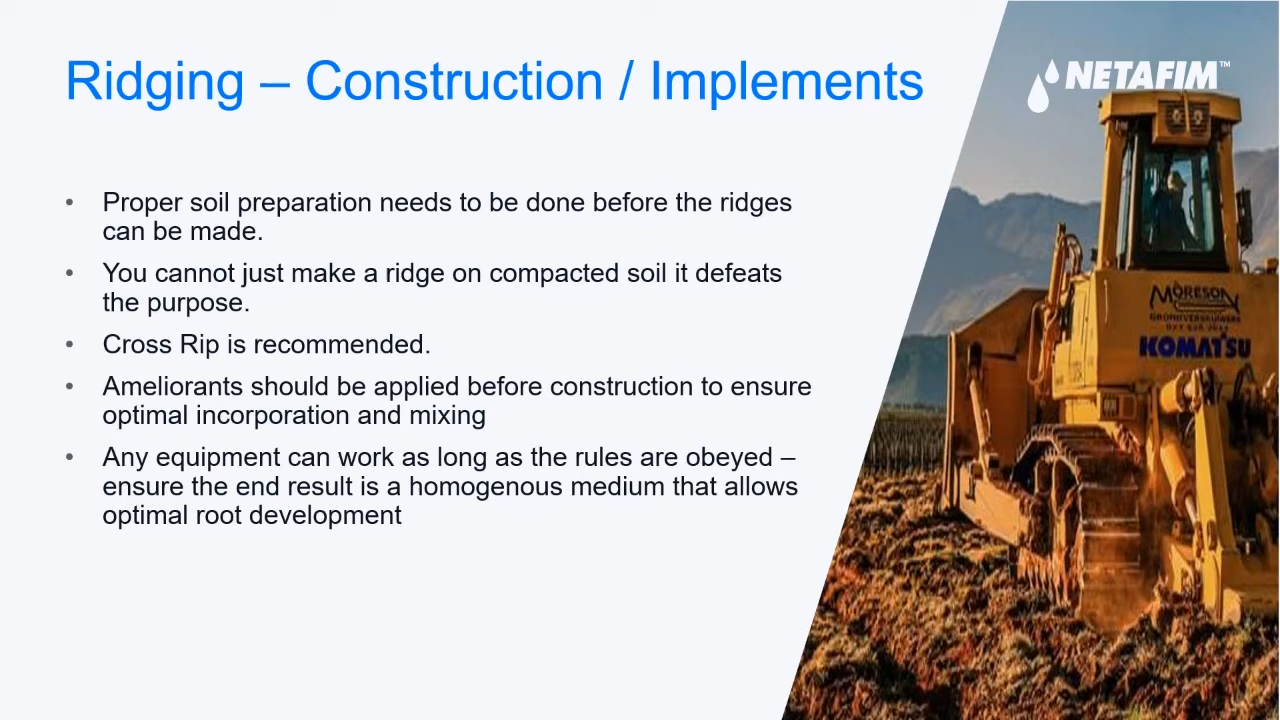 Ridging – Construction / Implements
NETAFIM™
• Proper soil preparation needs to be done before the ridges
can be made.
• You cannot just make a ridge on compacted soil it defeats
the purpose.
• Cross Rip is recommended.
• Ameliorants should be applied before construction to ensure
optimal incorporation and mixing
• Any equipment can work as long as the rules are obeyed –
ensure the end result is a homogenous medium that allows
optimal root development
MORESON
KOMATSU